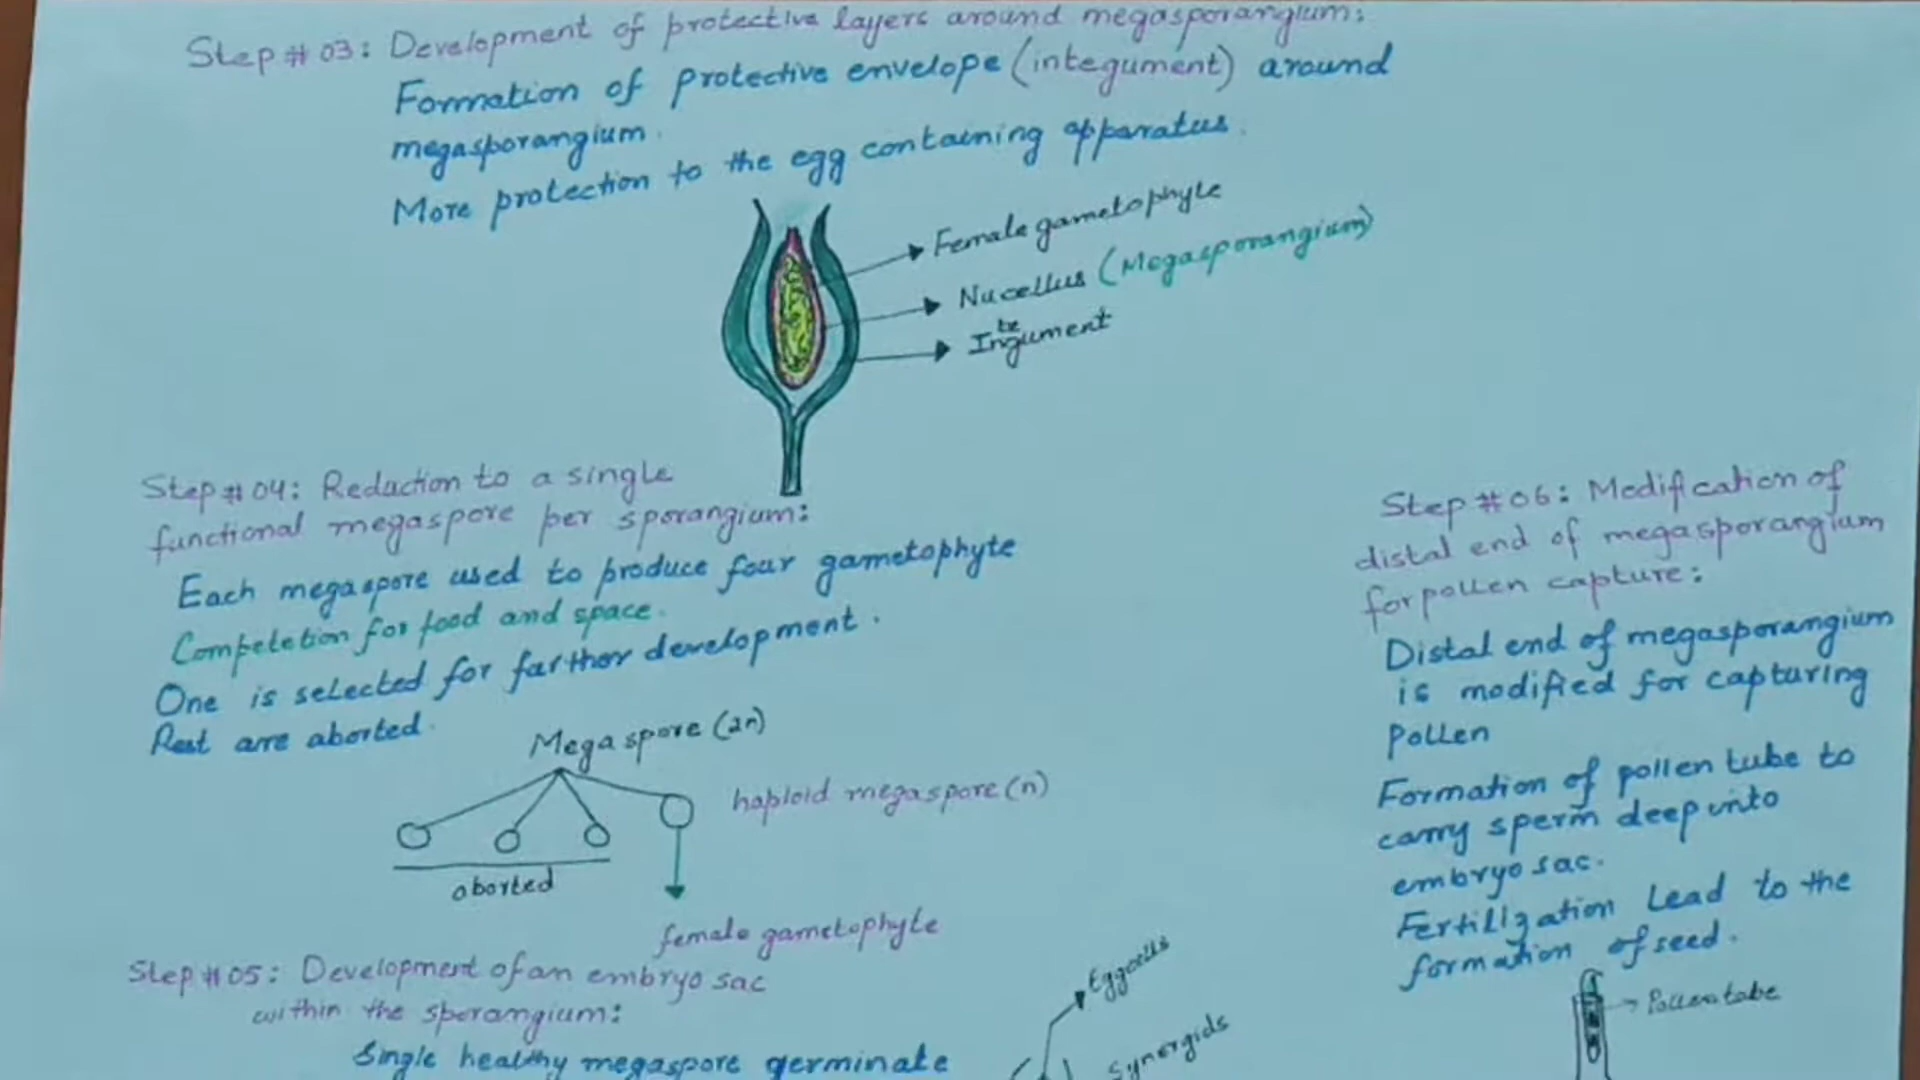 Step # 03: Development of protective layers around megasporangium:
Formation of protective envelope (integument) around
megasporangium.
More protection to the egg containing apparatus.
Female gametophyte
Nucellus (Megasporangium)
Integument
Step # 04: Reduction to a single
functional megaspore per sporangium:
Each megaspore used to produce four gametophyte
Competetion for food and space.
One is selected for farther development.
Rest are aborted.
Megaspore (2n)
haploid megaspore (n)
aborted
female gametophyte
Step # 05: Development of an embryo sac
within the sporangium:
Single healthy megaspore germinate
Egg cells
Synergids
Step # 06: Modification of
distal end of megasporangium
for pollen capture:
Distal end of megasporangium
is modified for capturing
Pollen
Formation of pollen tube to
carry sperm deep unto
embryo sac.
Fertilization Lead to the
formation of seed.
Pollen tube